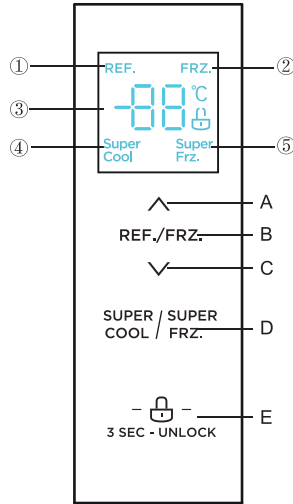 ① REF. FRZ. ②
③ -88 °C
④ Super Cool Super Frz. ⑤
A
REF./FRZ. B
C
SUPER / SUPER
COOL / FRZ. D
E
3 SEC - UNLOCK